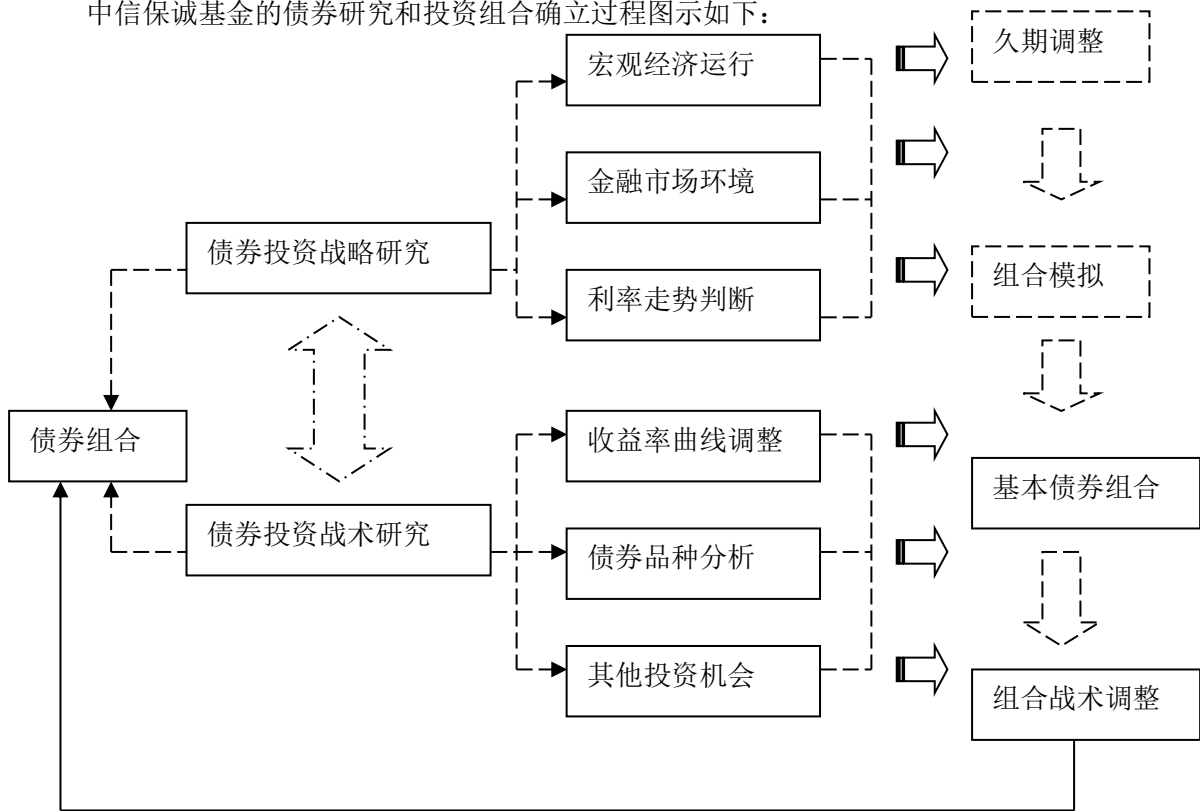 中信保诚基金的债券研究和投资组合确立过程图示如下：
宏观经济运行
久期调整
金融市场环境
债券投资战略研究
利率走势判断
组合模拟
债券组合
收益率曲线调整
基本债券组合
债券投资战术研究
债券品种分析
其他投资机会
组合战术调整